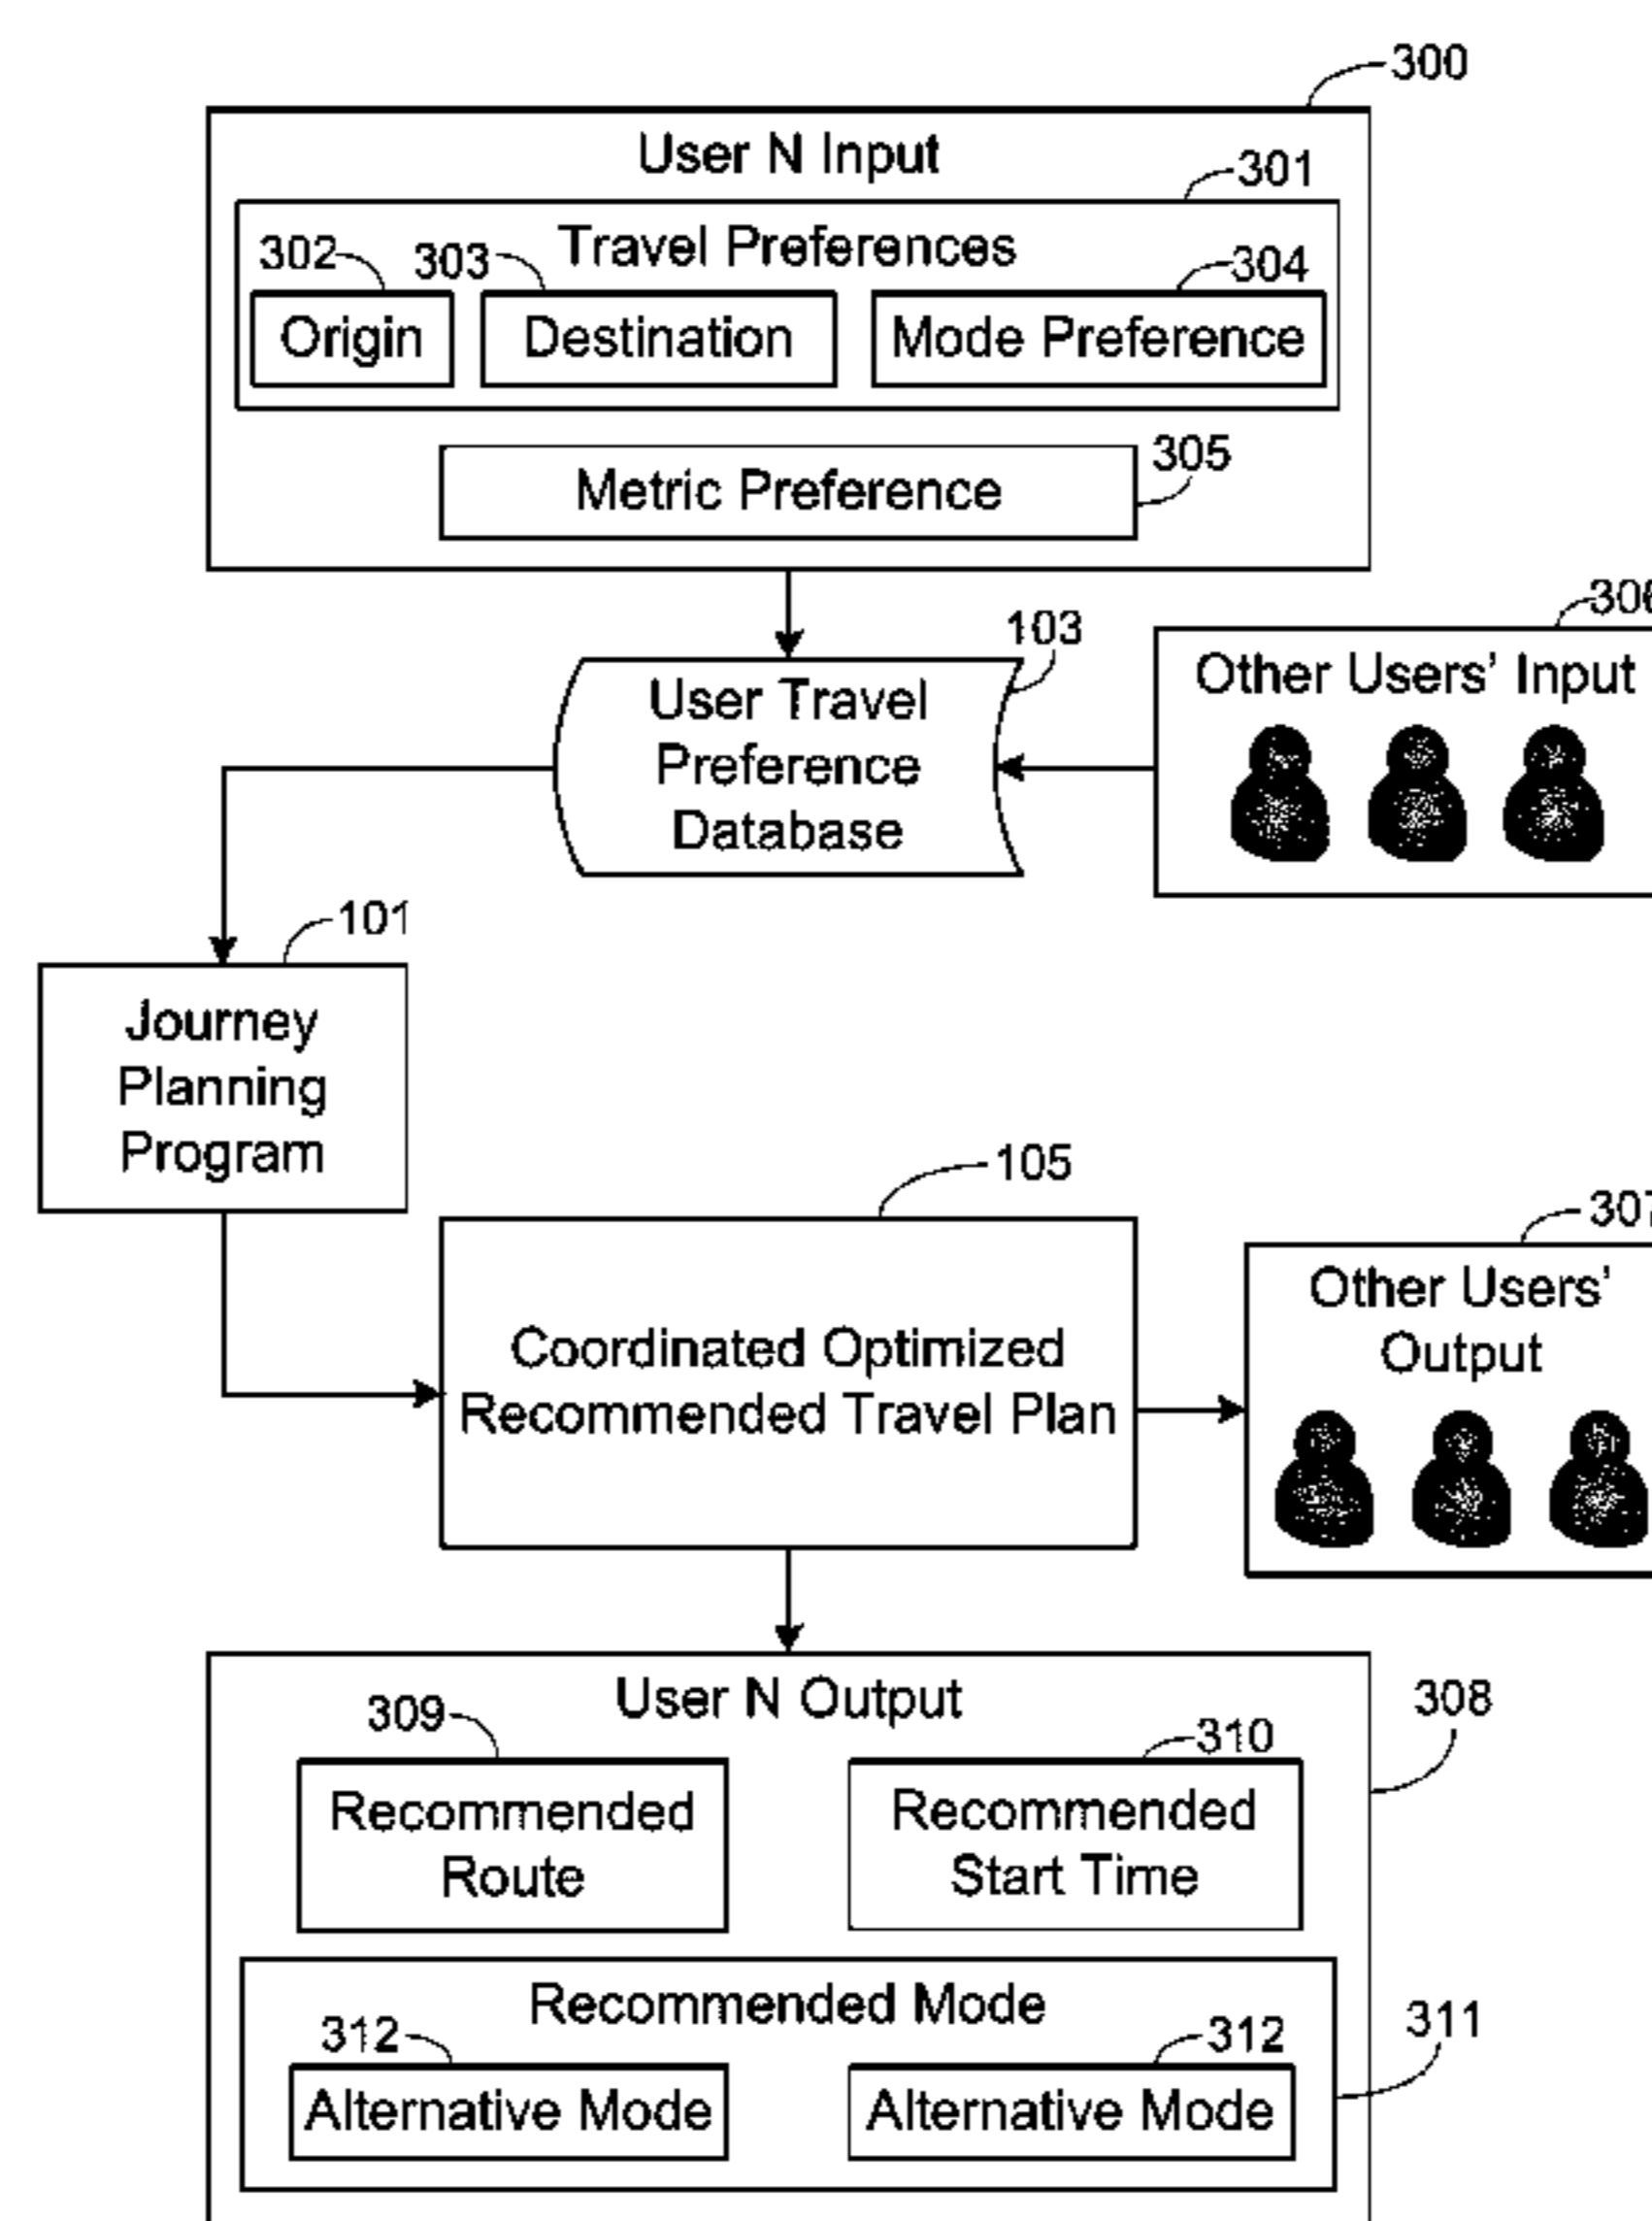 300
User N Input
301
Travel Preferences
302
303
304
Origin
Destination
Mode Preference
305
Metric Preference
306
103
Other Users' Input
User Travel
Preference
Database
101
Journey
Planning
Program
105
307
Other Users'
Output
Coordinated Optimized
Recommended Travel Plan
User N Output
308
309
310
Recommended
Route
Recommended
Start Time
Recommended Mode
311
312
312
Alternative Mode
Alternative Mode